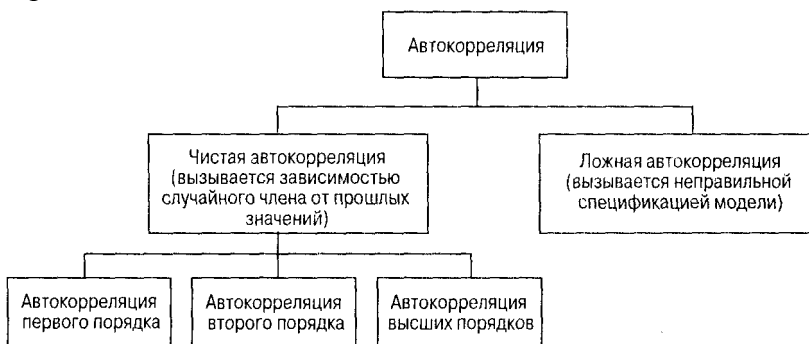 Автокорреляция
Чистая автокорреляция
(вызывается зависимостью
случайного члена от прошлых
значений)
Ложная автокорреляция
(вызывается неправильной
спецификацией модели)
Автокорреляция
первого порядка
Автокорреляция
второго порядка
Автокорреляция
высших порядков